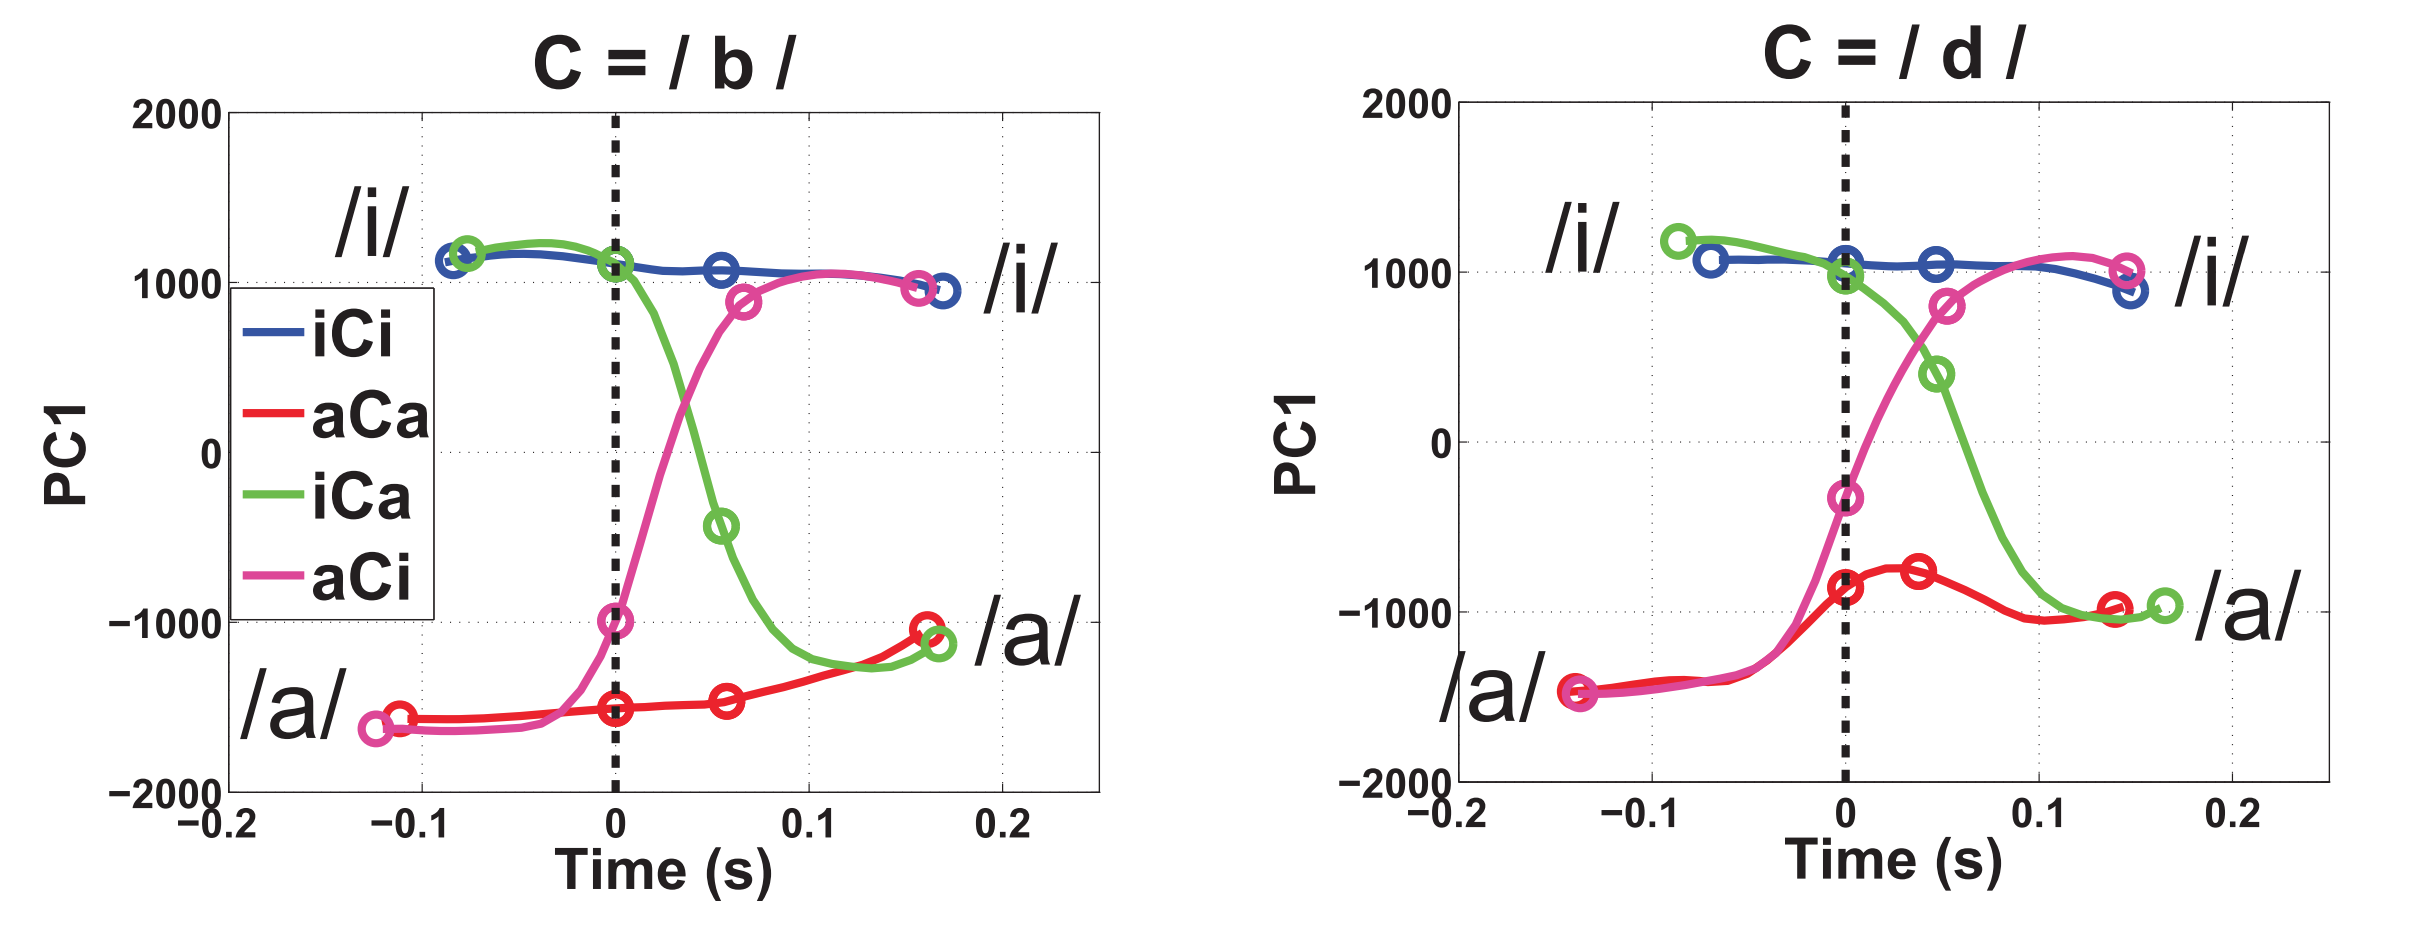 C = / b /
2000
1000
0
−1000
−2000
PC1
/i/
/i/
iCi
aCa
iCa
aCi
/a/
/a/
−0.2
−0.1
0
0.1
0.2
Time (s)
C = / d /
2000
1000
0
−1000
−2000
PC1
/i/
/i/
/a/
/a/
−0.2
−0.1
0
0.1
0.2
Time (s)